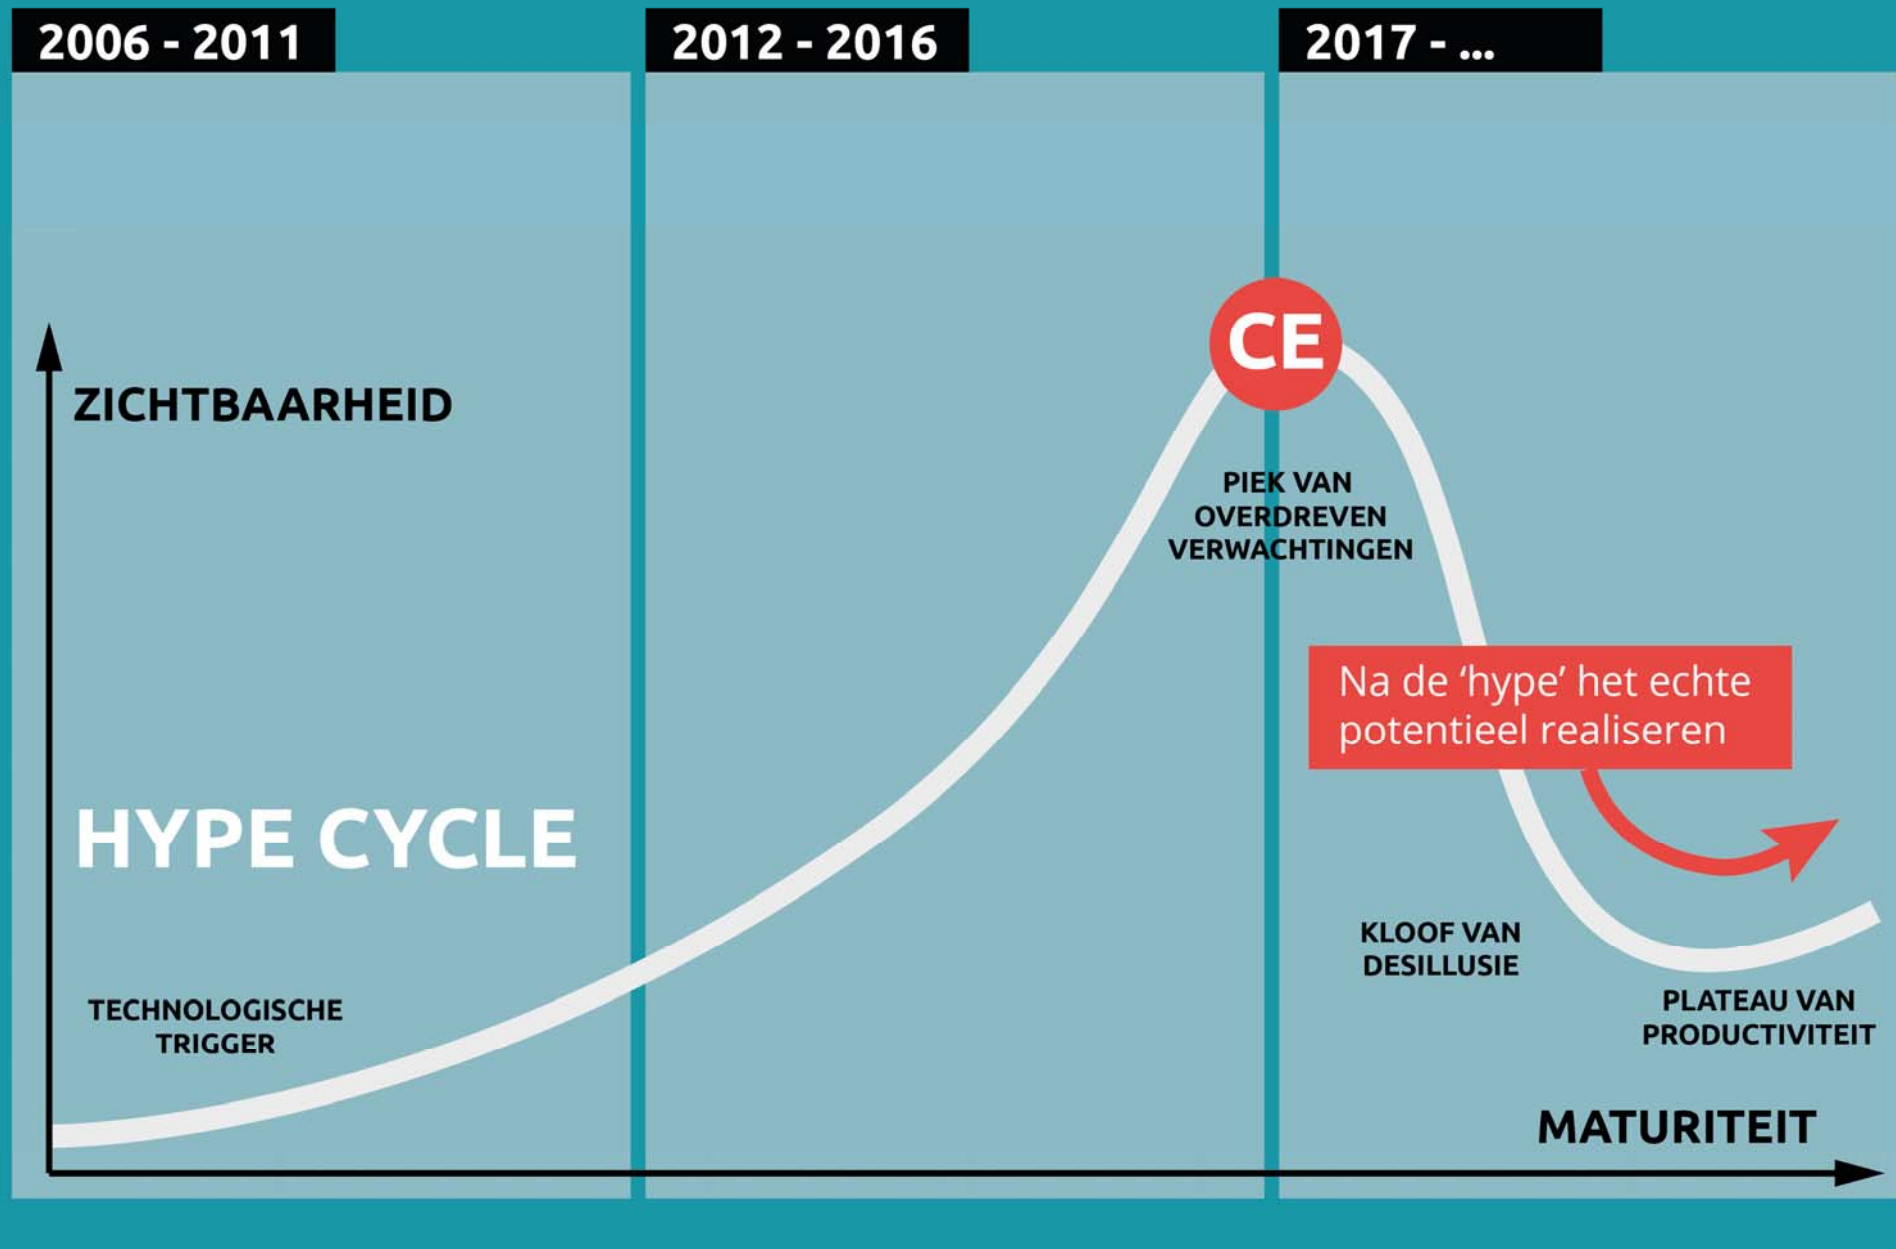 2006 - 2011
2012 - 2016
2017 - ...
CE
ZICHTBAARHEID
PIEK VAN
OVERDREVEN
VERWACHTINGEN
Na de ‘hype’ het echte
potentieel realiseren
HYPE CYCLE
KLOOF VAN
DESILLUSIE
TECHNOLOGISCHE
TRIGGER
PLATEAU VAN
PRODUCTIVITEIT
MATURITEIT